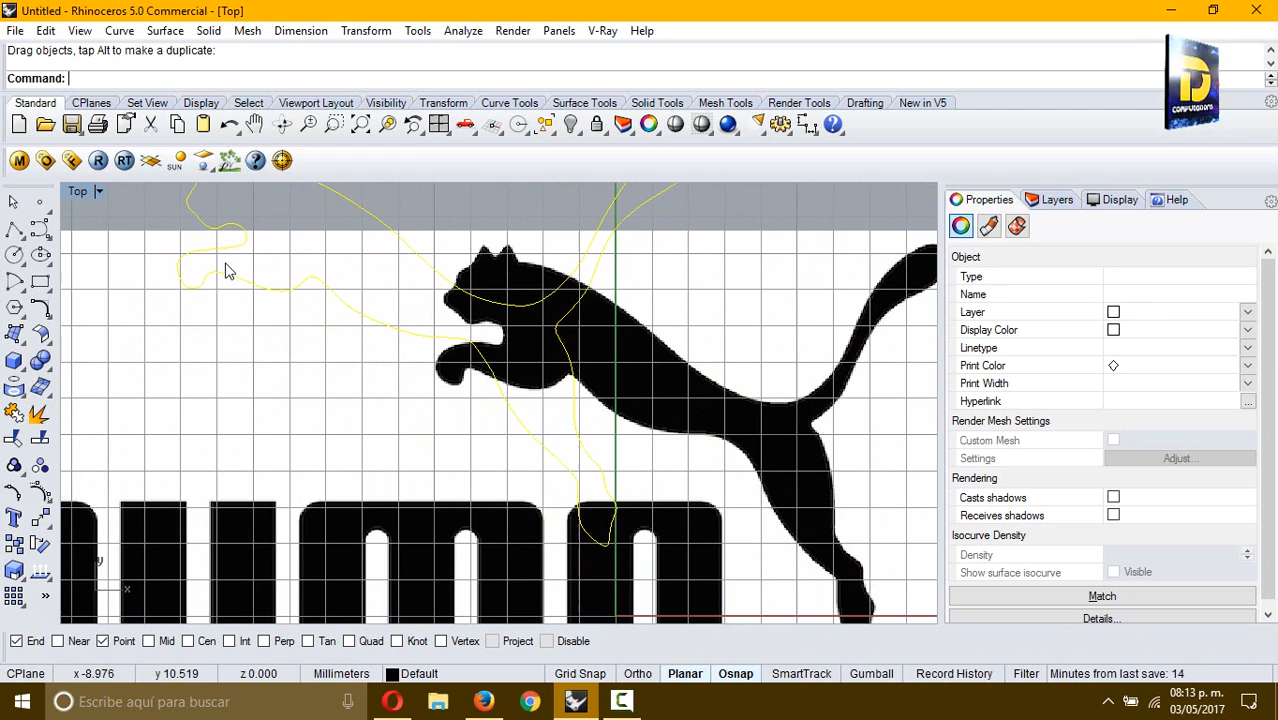 Untitled - Rhinoceros 5.0 Commercial - [Top]
File Edit View Curve Surface Solid Mesh Dimension Transform Tools Analyze Render Panels V-Ray Help
Drag objects, tap Alt to make a duplicate:
Command:
Standard CPlanes Set View Display Select Viewport Layout Visibility Transform Curve Tools Surface Tools Solid Tools Mesh Tools Render Tools Drafting New in V5
D
COMPUTADORA
M O F R RT SUN
Top
Properties Layers Display Help
Object
Type
Name
Layer
Display Color
Linetype
Print Color
Print Width
Hyperlink ...
Render Mesh Settings
Custom Mesh
Settings Adjust...
Rendering
Casts shadows
Receives shadows
Isocurve Density
Density
Show surface isocurve Visible
Match
Details...
y
x
End Near Point Mid Cen Int Perp Tan Quad Knot Vertex Project Disable
CPlane x -8.976 y 10.519 z 0.000 Millimeters Default Grid Snap Ortho Planar Osnap SmartTrack Gumball Record History Filter Minutes from last save: 14
Escribe aquí para buscar
08:13 p. m.
03/05/2017